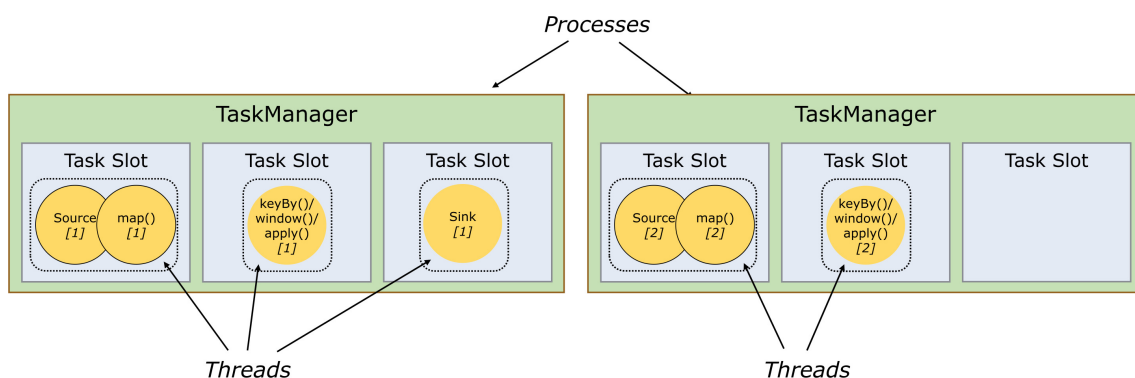 Processes
TaskManager
Task Slot
Source
[1]
map()
[1]
Task Slot
keyBy()/
window()/
apply()
[1]
Task Slot
Sink
[1]
TaskManager
Task Slot
Source
[2]
map()
[2]
Task Slot
keyBy()/
window()/
apply()
[2]
Task Slot
Threads
Threads